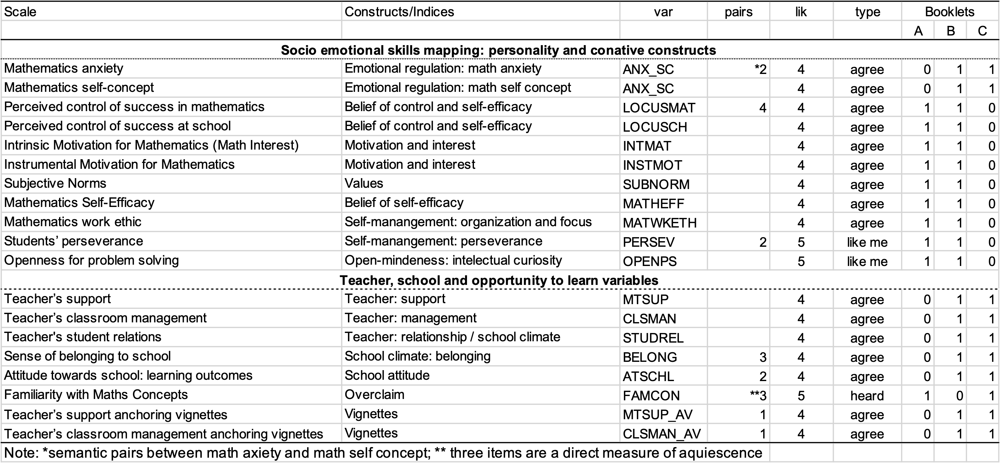 Scale Constructs/Indices var pairs lik type Booklets
A B C
Socio emotional skills mapping: personality and conative constructs
Mathematics anxiety Emotional regulation: math anxiety ANX_SC *2 4 agree 0 1 1
Mathematics self-concept Emotional regulation: math self concept ANX_SC 4 agree 0 1 1
Perceived control of success in mathematics Belief of control and self-efficacy LOCUSMAT 4 4 agree 1 1 0
Perceived control of success at school Belief of control and self-efficacy LOCUSCH 4 agree 1 1 0
Intrinsic Motivation for Mathematics (Math Interest) Motivation and interest INTMAT 4 agree 1 1 0
Instrumental Motivation for Mathematics Motivation and interest INSTMOT 4 agree 1 1 0
Subjective Norms Values SUBNORM 4 agree 1 1 0
Mathematics Self-Efficacy Belief of self-efficacy MATHEFF 4 agree 1 1 0
Mathematics work ethic Self-manangement: organization and focus MATWKETH 4 agree 1 1 0
Students’ perseverance Self-manangement: perseverance PERSEV 2 5 like me 1 1 0
Openness for problem solving Open-mindeness: intelectual curiosity OPENPS 5 like me 1 1 0
Teacher, school and opportunity to learn variables
Teacher’s support Teacher: support MTSUP 4 agree 0 1 1
Teacher’s classroom management Teacher: management CLSMAN 4 agree 0 1 1
Teacher's student relations Teacher: relationship / school climate STUDREL 4 agree 0 1 1
Sense of belonging to school School climate: belonging BELONG 3 4 agree 0 1 1
Attitude towards school: learning outcomes School attitude ATSCHL 2 4 agree 0 1 1
Familiarity with Maths Concepts Overclaim FAMCON **3 5 heard 1 0 1
Teacher’s support anchoring vignettes Vignettes MTSUP_AV 1 4 agree 0 1 1
Teacher’s classroom management anchoring vignettes Vignettes CLSMAN_AV 1 4 agree 0 1 1
Note: *semantic pairs between math axiety and math self concept; ** three items are a direct measure of aquiescence